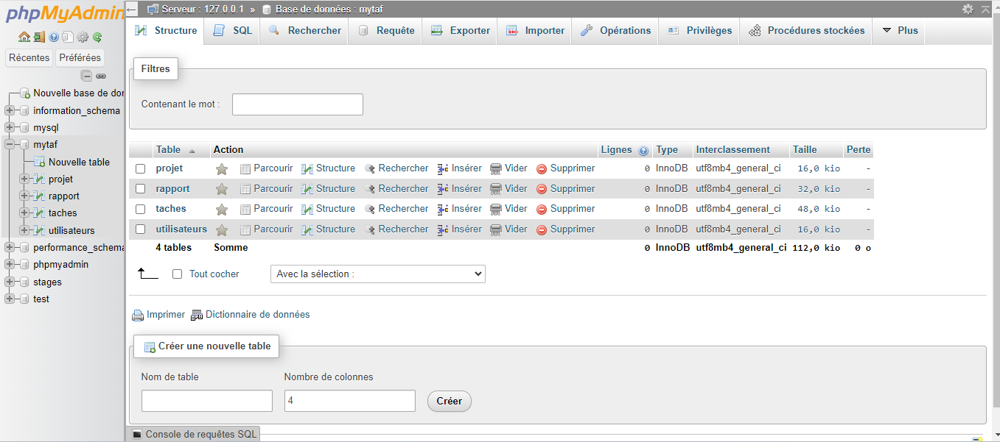 phpMyAdmin
Récentes Préférées
Nouvelle base de don
information_schema
mysql
mytaf
Nouvelle table
projet
rapport
taches
utilisateurs
performance_schema
phpmyadmin
stages
test
Serveur : 127.0.0.1 » Base de données : mytaf
Structure SQL Rechercher Requête Exporter Importer Opérations Privilèges Procédures stockées Plus
Filtres
Contenant le mot :
Table Action Lignes Type Interclassement Taille Perte
projet Parcourir Structure Rechercher Insérer Vider Supprimer 0 InnoDB utf8mb4_general_ci 16,0 kio -
rapport Parcourir Structure Rechercher Insérer Vider Supprimer 0 InnoDB utf8mb4_general_ci 32,0 kio -
taches Parcourir Structure Rechercher Insérer Vider Supprimer 0 InnoDB utf8mb4_general_ci 48,0 kio -
utilisateurs Parcourir Structure Rechercher Insérer Vider Supprimer 0 InnoDB utf8mb4_general_ci 16,0 kio -
4 tables Somme 0 InnoDB utf8mb4_general_ci 112,0 kio 0 o
Tout cocher Avec la sélection :
Imprimer Dictionnaire de données
Créer une nouvelle table
Nom de table Nombre de colonnes
4 Créer
Console de requêtes SQL